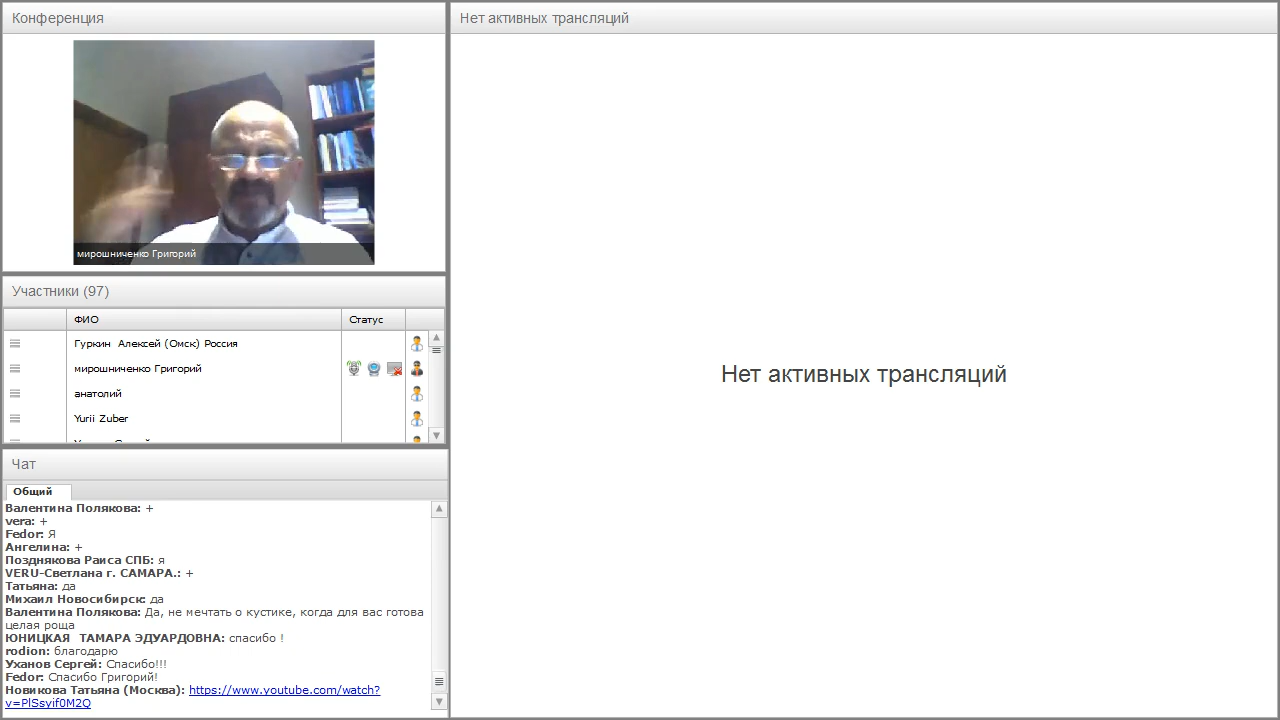 Конференция
мирошниченко Григорий
Участники (97)
ФИО
Статус
Гуркин Алексей (Омск) Россия
мирошниченко Григорий
анатолий
Yurii Zuber
Чат
Общий
Валентина Полякова: +
vera: +
Fedor: Я
Ангелина: +
Позднякова Раиса СПБ: я
VERU-Светлана г. САМАРА.: +
Татьяна: да
Михаил Новосибирск: да
Валентина Полякова: Да, не мечтать о кустике, когда для вас готова
целая роща
ЮНИЦКАЯ ТАМАРА ЭДУАРДОВНА: спасибо !
rodion: благодарю
Уханов Сергей: Спасибо!!!
Fedor: Спасибо Григорий!
Новикова Татьяна (Москва): https://www.youtube.com/watch?
v=PlSsyif0M2Q
Нет активных трансляций
Нет активных трансляций